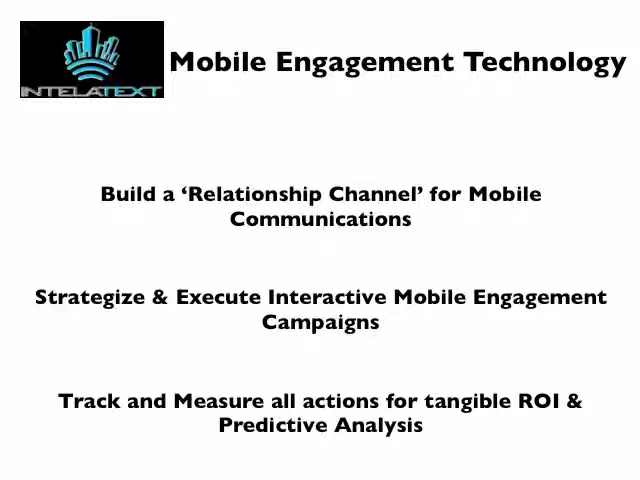 INTELATEXT
Mobile Engagement Technology
Build a ‘Relationship Channel’ for Mobile
Communications
Strategize & Execute Interactive Mobile Engagement
Campaigns
Track and Measure all actions for tangible ROI &
Predictive Analysis